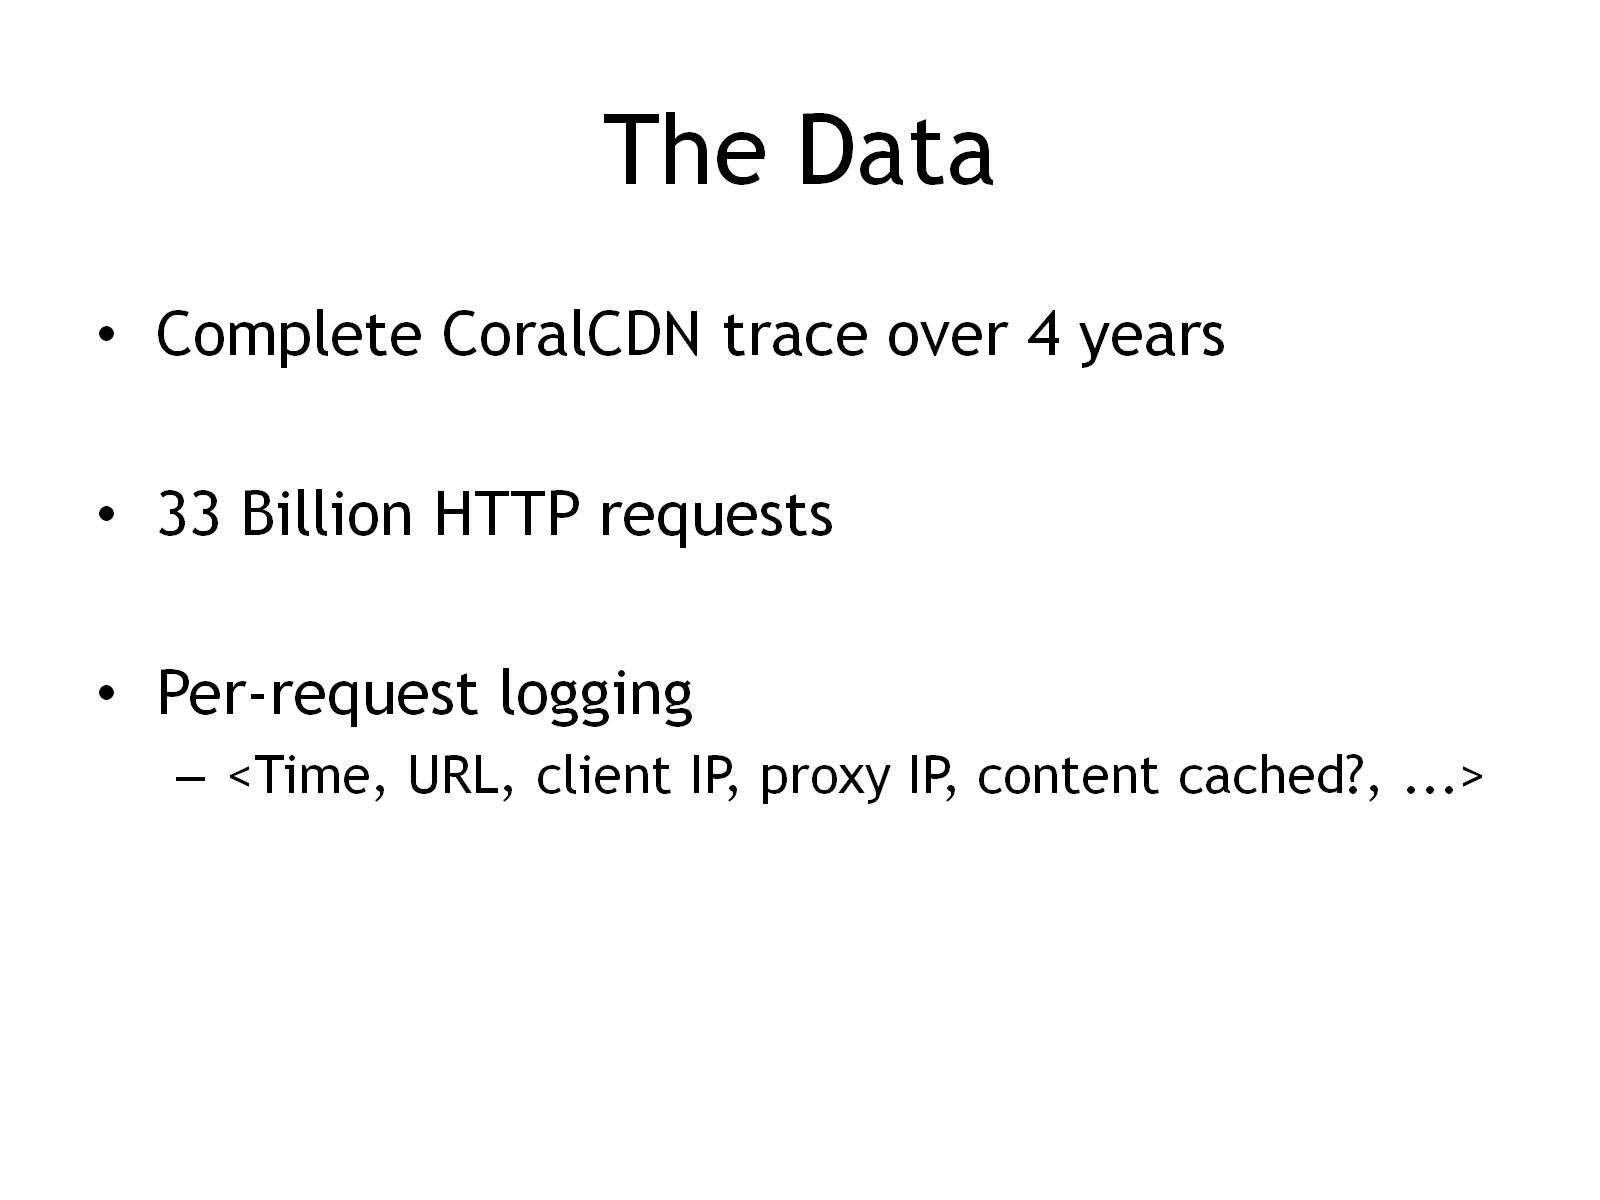 The Data
• Complete CoralCDN trace over 4 years
• 33 Billion HTTP requests
• Per-request logging
– <Time, URL, client IP, proxy IP, content cached?, ...>